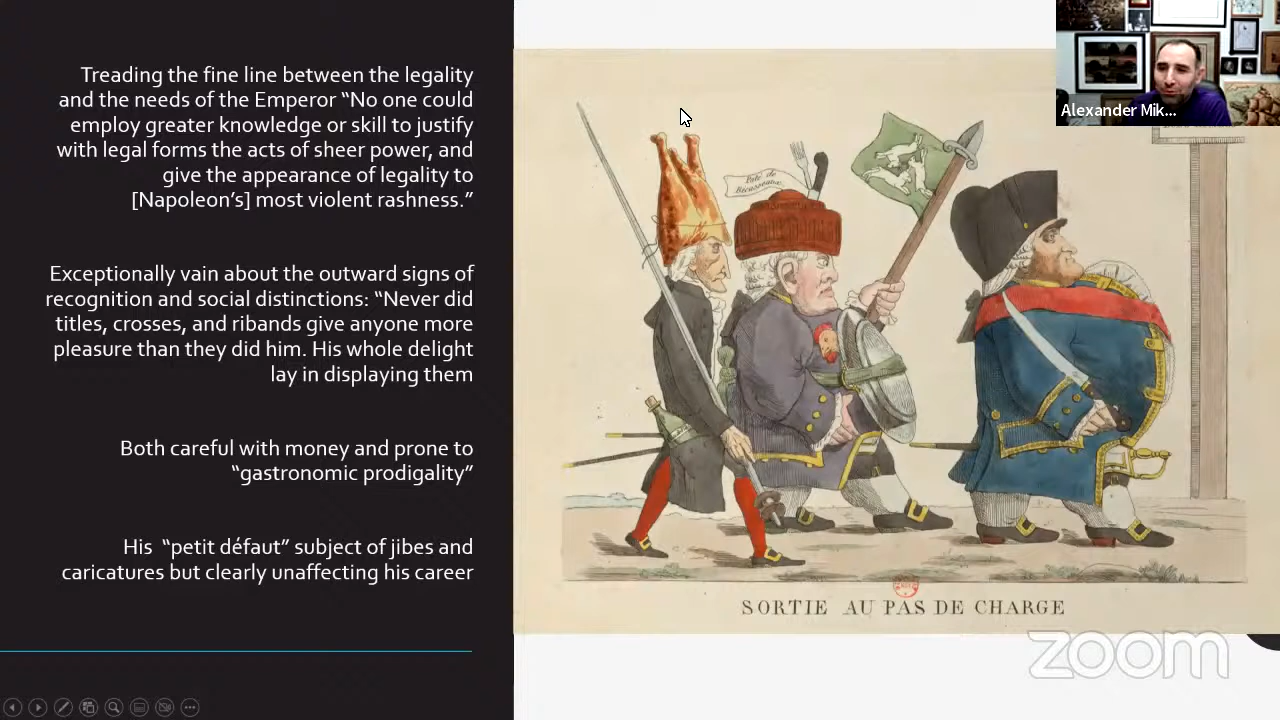 Treading the fine line between the legality
and the needs of the Emperor “No one could
employ greater knowledge or skill to justify
with legal forms the acts of sheer power, and
give the appearance of legality to
[Napoleon’s] most violent rashness.”
Exceptionally vain about the outward signs of
recognition and social distinctions: “Never did
titles, crosses, and ribands give anyone more
pleasure than they did him. His whole delight
lay in displaying them
Both careful with money and prone to
“gastronomic prodigality”
His “petit défaut” subject of jibes and
caricatures but clearly unaffecting his career
Alexander Mik...
Paté de
SORTIE AU PAS DE CHARGE
zoom